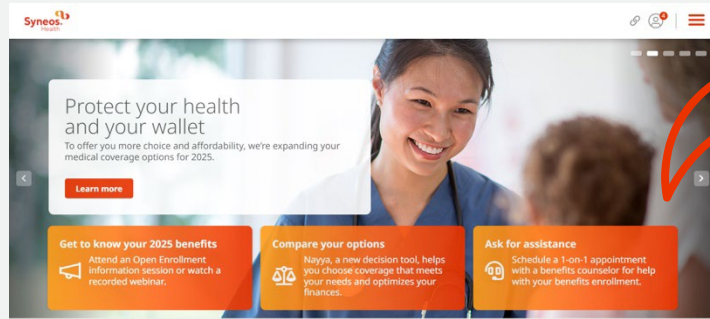 Syneos.
Health
4
Protect your health
and your wallet
To offer you more choice and affordability, we're expanding your
medical coverage options for 2025.
Learn more
Get to know your 2025 benefits
Attend an Open Enrollment
information session or watch a
recorded webinar.
Compare your options
Nayya, a new decision tool, helps
you choose coverage that meets
your needs and optimizes your
finances.
Ask for assistance
Schedule a 1-on-1 appointment
with a benefits counselor for help
with your benefits enrollment.